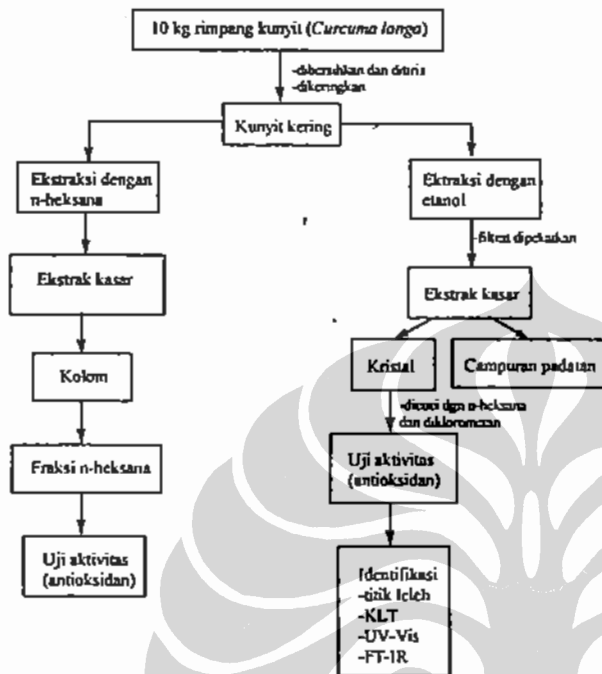 10 kg rimpang kunyit (Curcuma longa)
-dibersihkan dan diiris
-dikeringkan
Kunyit kering
Ekstraksi dengan
n-heksana
Ektraksi dengan
etanol
-filtrat dipekatkan
Ekstrak kasar
Ekstrak kasar
Kolom
Kristal
Campuran padatan
-dicuci dgn n-heksana
dan diklorometan
Fraksi n-heksana
Uji aktivitas
(antioksidan)
Uji aktivitas
(antioksidan)
Identifikasi
-titik leleh
-KLT
-UV-Vis
-FT-IR